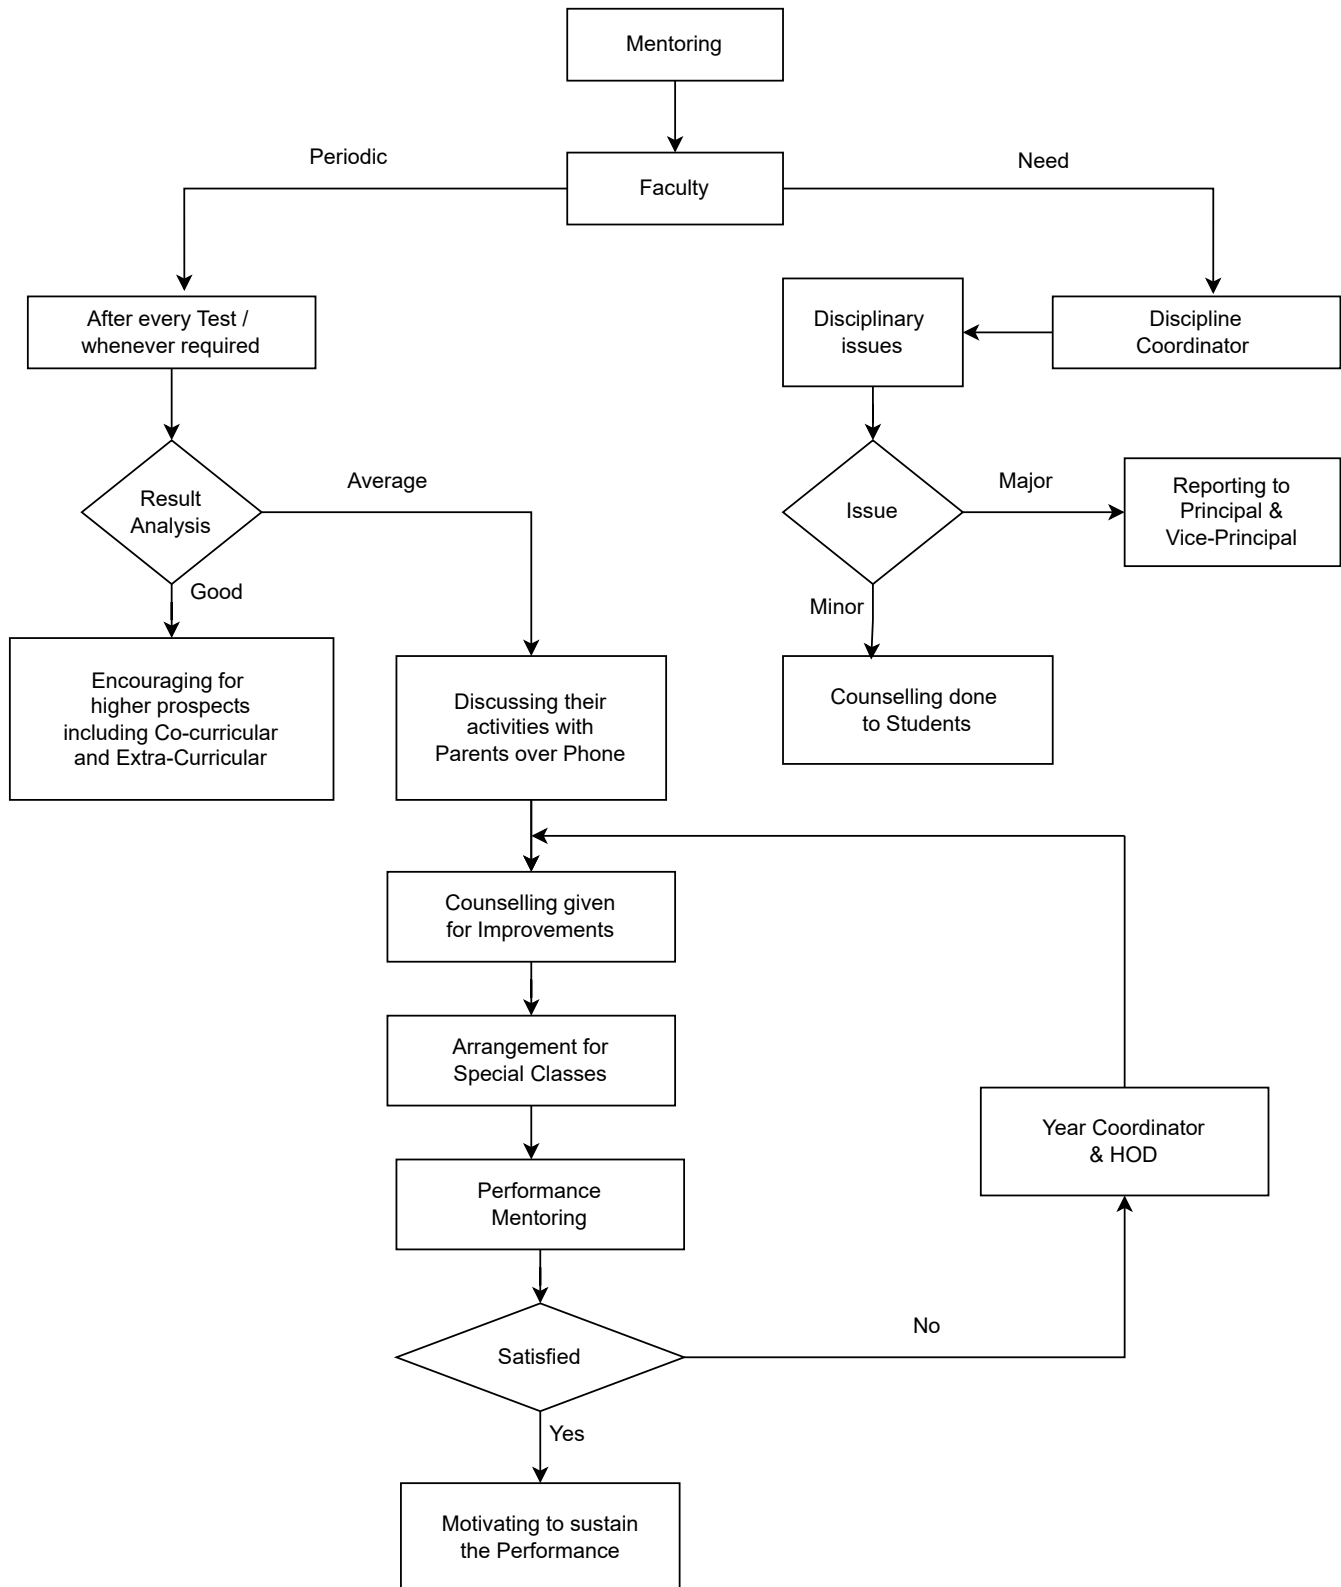 Mentoring
Periodic
Need
Faculty
After every Test /
whenever required
Disciplinary
issues
Discipline
Coordinator
Result
Analysis
Average
Issue
Major
Reporting to
Principal &
Vice-Principal
Good
Minor
Encouraging for
higher prospects
including Co-curricular
and Extra-Curricular
Discussing their
activities with
Parents over Phone
Counselling done
to Students
Counselling given
for Improvements
Arrangement for
Special Classes
Year Coordinator
& HOD
Performance
Mentoring
Satisfied
No
Yes
Motivating to sustain
the Performance